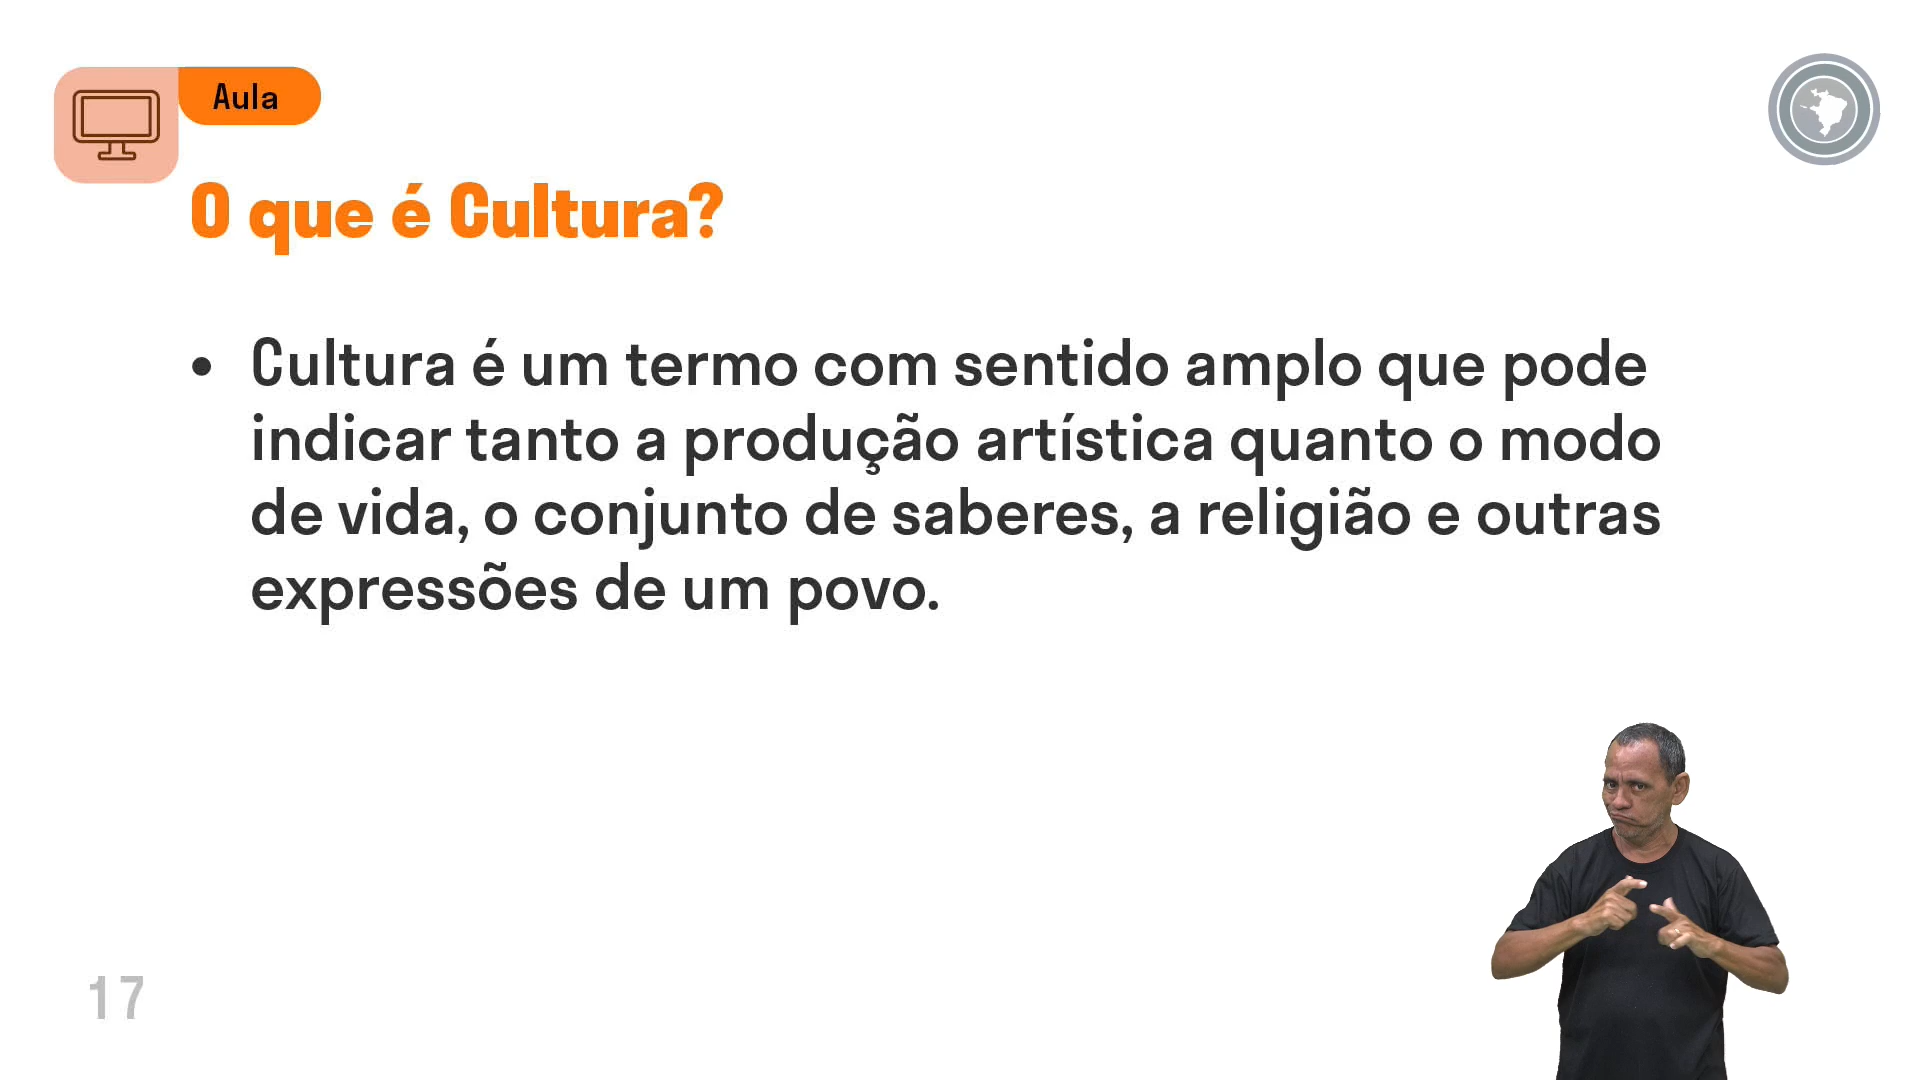 Aula
O que é Cultura?
• Cultura é um termo com sentido amplo que pode
indicar tanto a produção artística quanto o modo
de vida, o conjunto de saberes, a religião e outras
expressões de um povo.
17